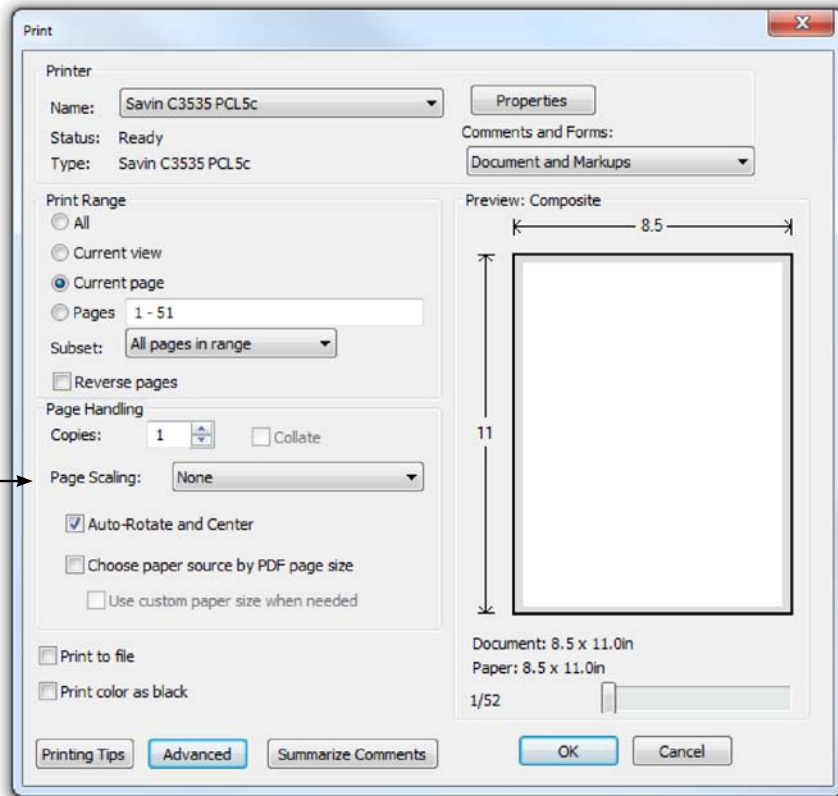 Print
Printer
Name: Savin C3535 PCL5c
Properties
Status: Ready
Comments and Forms:
Type: Savin C3535 PCL5c
Document and Markups
Print Range
All
Current view
Current page
Pages 1 - 51
Subset: All pages in range
Reverse pages
Page Handling
Copies: 1 Collate
Page Scaling: None
Auto-Rotate and Center
Choose paper source by PDF page size
Use custom paper size when needed
Print to file
Print color as black
Preview: Composite
8.5
11
Document: 8.5 x 11.0in
Paper: 8.5 x 11.0in
1/52
Printing Tips Advanced Summarize Comments OK Cancel